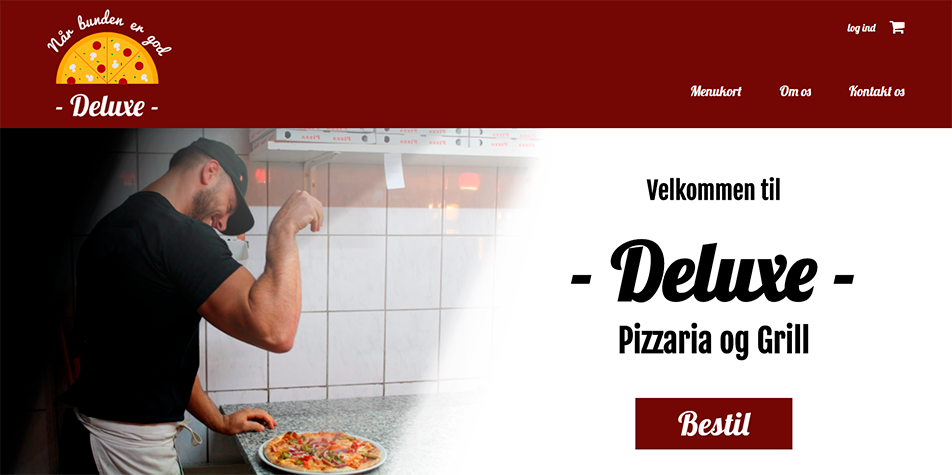 Når bunden er god
- Deluxe -
log ind
Menukort Om os Kontakt os
Velkommen til
- Deluxe -
Pizzaria og Grill
Bestil